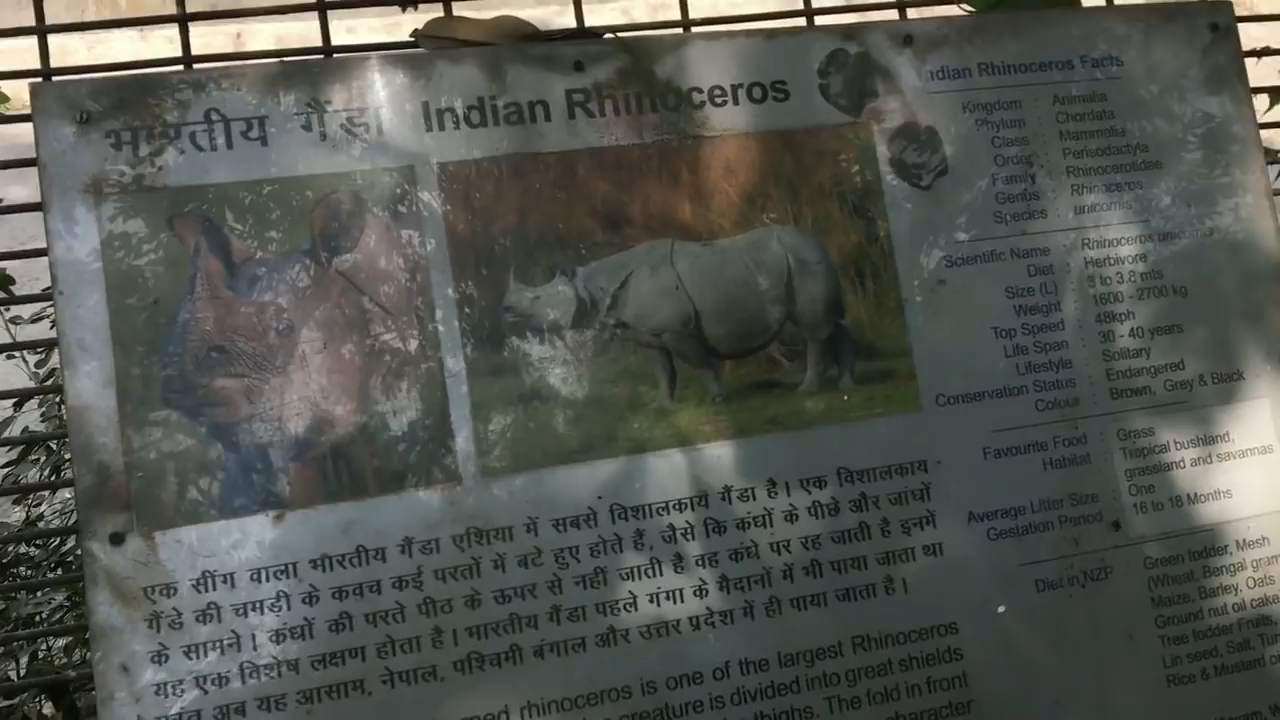 भारतीय गैंडा Indian Rhinoceros
एक सींग वाला भारतीय गैंडा एशिया में सबसे विशालकाय गैंडा है। एक विशालकाय
गैंडे की चमड़ी के कवच कई परतों में बटे हुए होते हैं, जैसे कि कंधों के पीछे और जांघों
के सामने। कंधों की परते पीठ के ऊपर से नहीं जाती है वह कंधे पर रह जाती है इनमें
यह एक विशेष लक्षण होता है। भारतीय गैंडा पहले गंगा के मैदानों में भी पाया जाता था
अब यह आसाम, नेपाल, पश्चिमी बंगाल और उत्तर प्रदेश में ही पाया जाता है।
rhinoceros is one of the largest Rhinoceros
creature is divided into great shields
thighs. The fold in front
character
Indian Rhinoceros Facts
Kingdom : Animalia
Phylum : Chordata
Class : Mammalia
Order : Perisodactyla
Family : Rhinocerotidae
Genus : Rhinoceros
Species : unicornis
Scientific Name : Rhinoceros unicornis
Diet : Herbivore
Size (L) : 3 to 3.8 mts
Weight : 1600 - 2700 kg
Top Speed : 48kph
Life Span : 30 - 40 years
Lifestyle : Solitary
Conservation Status : Endangered
Colour : Brown, Grey & Black
Favourite Food : Grass
Habitat : Tropical bushland,
grassland and savannas
Average Litter Size : One
Gestation Period : 16 to 18 Months
Diet in NZP : Green fodder, Mesh
(Wheat, Bengal gram
Maize, Barley, Oats
Ground nut oil cake
Tree fodder Fruits,
Lin seed, Salt,
Rice & Mustard